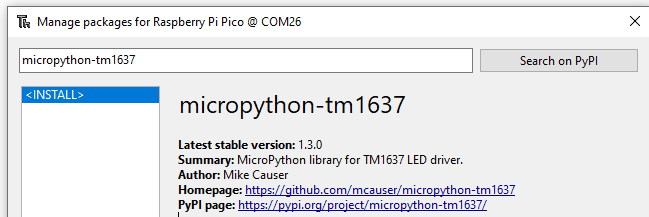 Manage packages for Raspberry Pi Pico @ COM26
micropython-tm1637
Search on PyPI
<INSTALL>
micropython-tm1637
Latest stable version: 1.3.0
Summary: MicroPython library for TM1637 LED driver.
Author: Mike Causer
Homepage: https://github.com/mcauser/micropython-tm1637
PyPI page: https://pypi.org/project/micropython-tm1637/